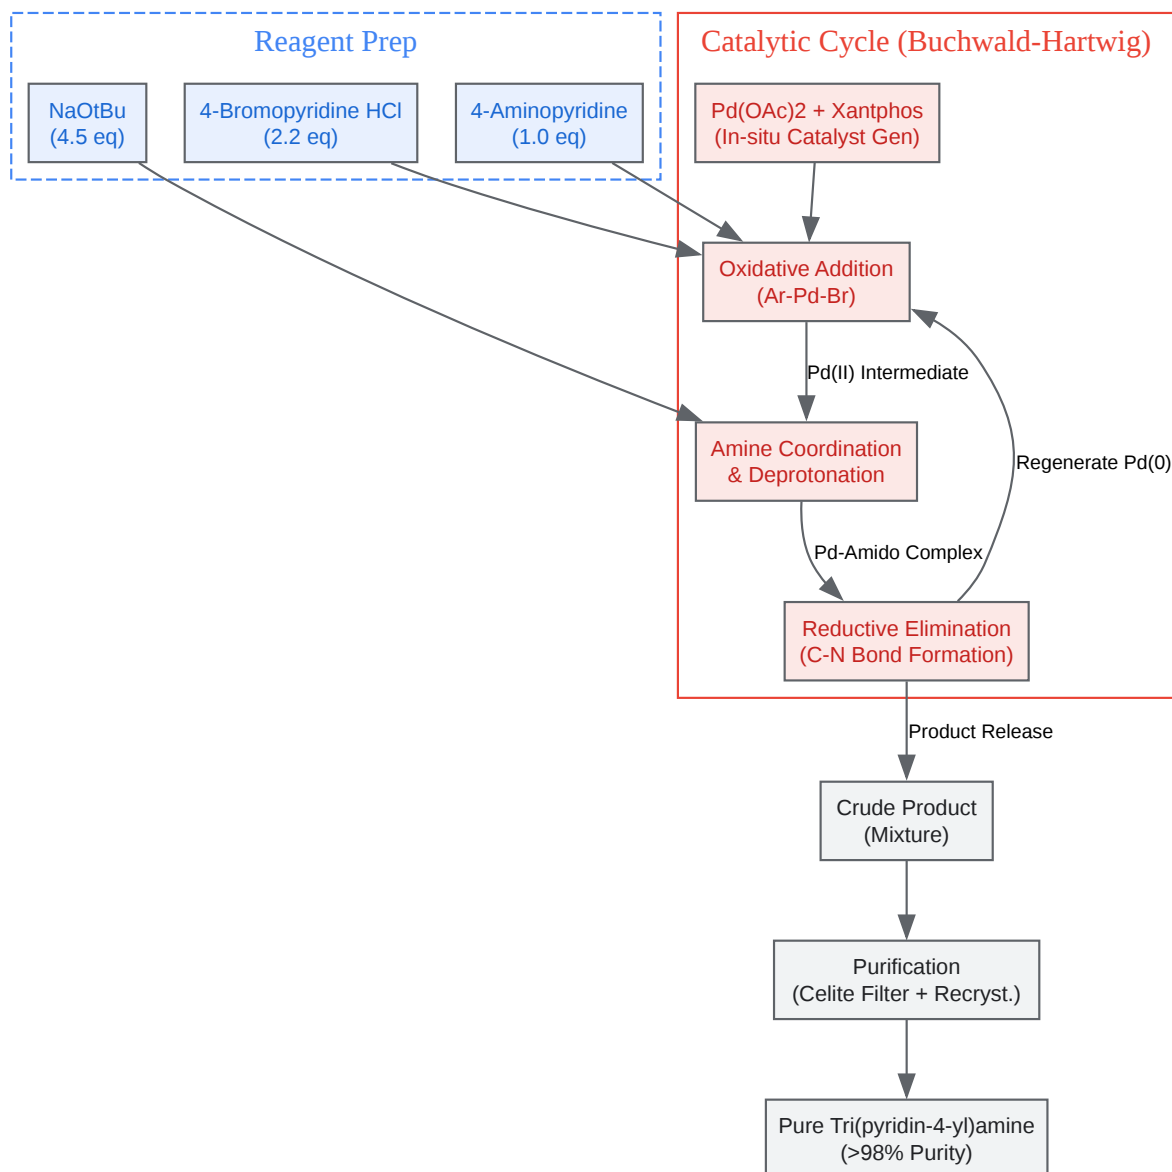 Reagent Prep
Catalytic Cycle (Buchwald-Hartwig)
NaOtBu
(4.5 eq)
4-Bromopyridine HCl
(2.2 eq)
4-Aminopyridine
(1.0 eq)
Pd(OAc)2 + Xantphos
(In-situ Catalyst Gen)
Oxidative Addition
(Ar-Pd-Br)
Pd(II) Intermediate
Amine Coordination
& Deprotonation
Regenerate Pd(0)
Pd-Amido Complex
Reductive Elimination
(C-N Bond Formation)
Product Release
Crude Product
(Mixture)
Purification
(Celite Filter + Recryst.)
Pure Tri(pyridin-4-yl)amine
(>98% Purity)